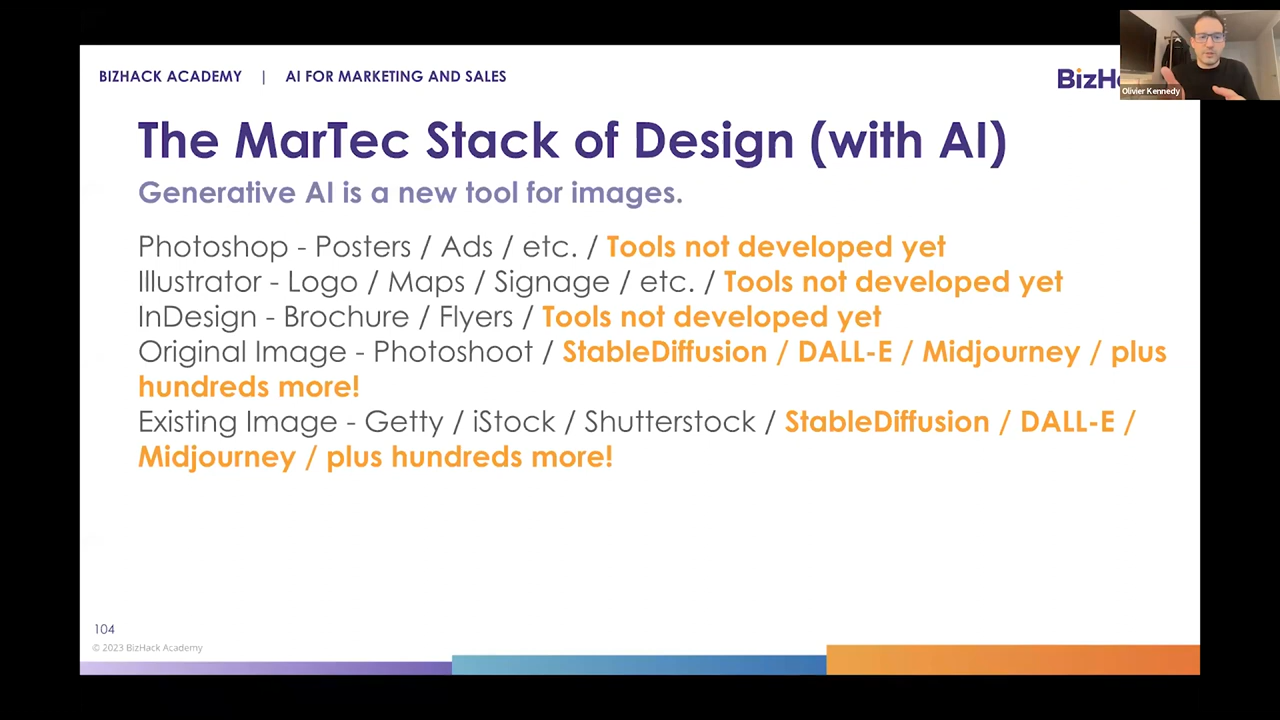 BIZHACK ACADEMY | AI FOR MARKETING AND SALES
BizH
Olivier Kennedy
The MarTec Stack of Design (with AI)
Generative AI is a new tool for images.
Photoshop - Posters / Ads / etc. / Tools not developed yet
Illustrator - Logo / Maps / Signage / etc. / Tools not developed yet
InDesign - Brochure / Flyers / Tools not developed yet
Original Image - Photoshoot / StableDiffusion / DALL-E / Midjourney / plus
hundreds more!
Existing Image - Getty / iStock / Shutterstock / StableDiffusion / DALL-E /
Midjourney / plus hundreds more!
104
© 2023 BizHack Academy